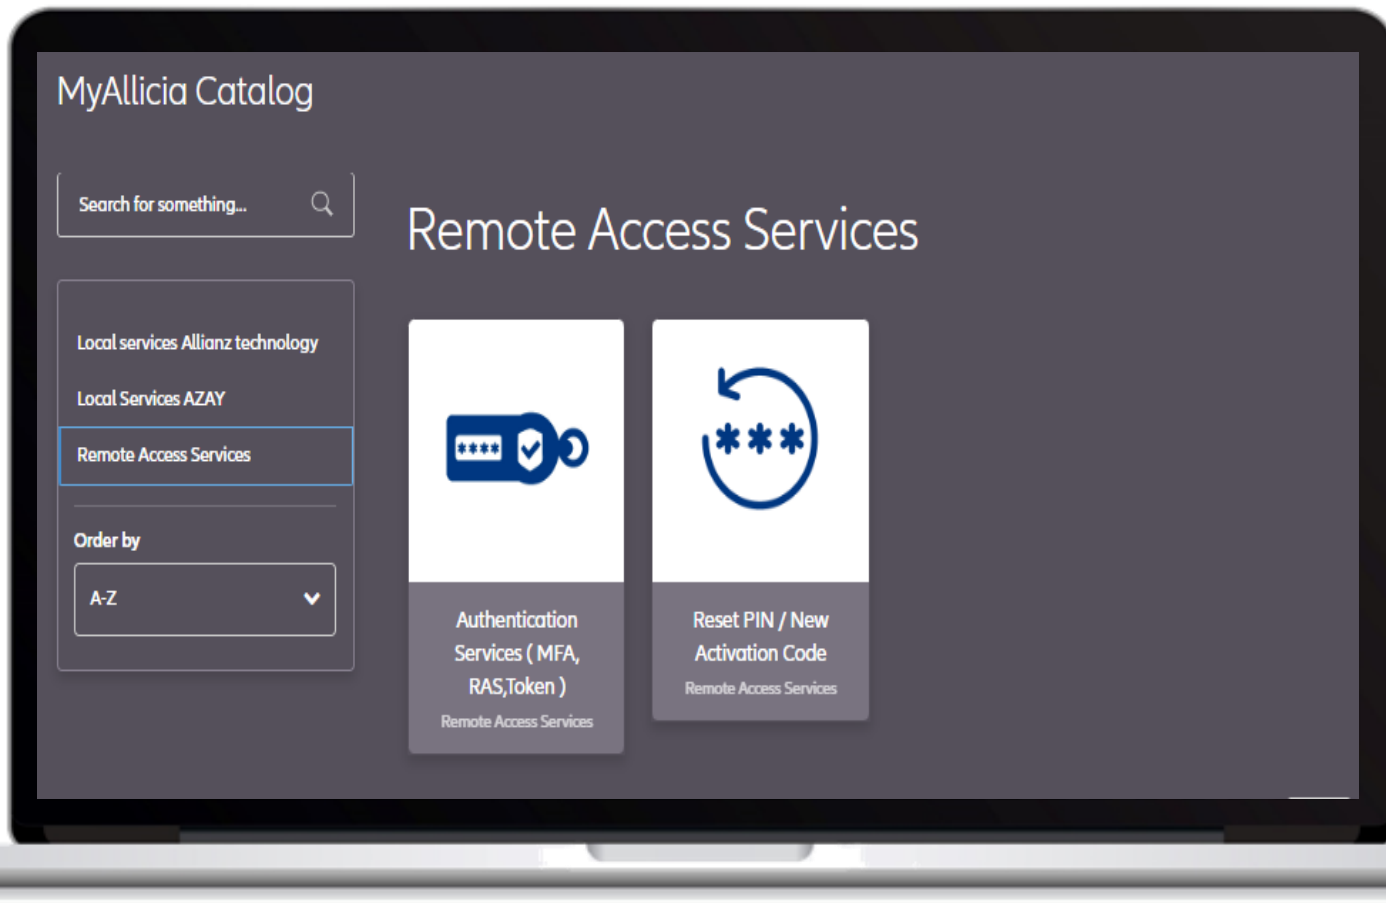 MyAllicia Catalog
Search for something...
Local services Allianz technology
Local Services AZAY
Remote Access Services
Order by
A-Z
Remote Access Services
****
Authentication
Services ( MFA,
RAS,Token )
Remote Access Services
***
Reset PIN / New
Activation Code
Remote Access Services